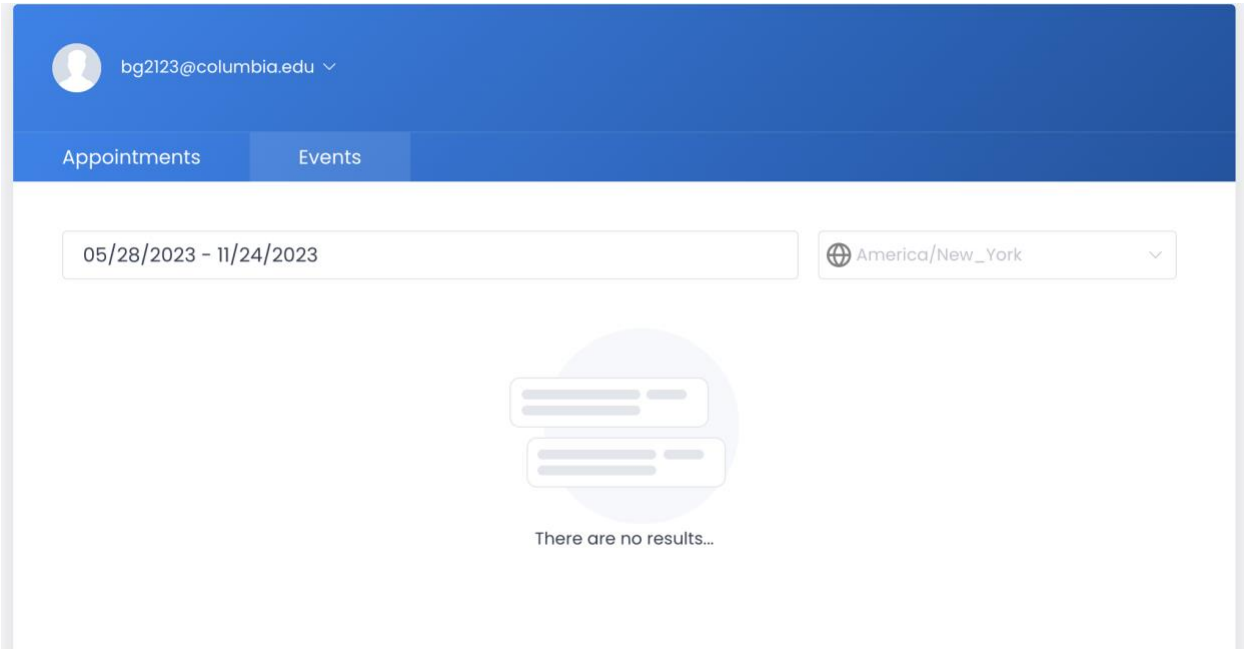 bg2123@columbia.edu
Appointments Events
05/28/2023 - 11/24/2023 America/New_York
There are no results...